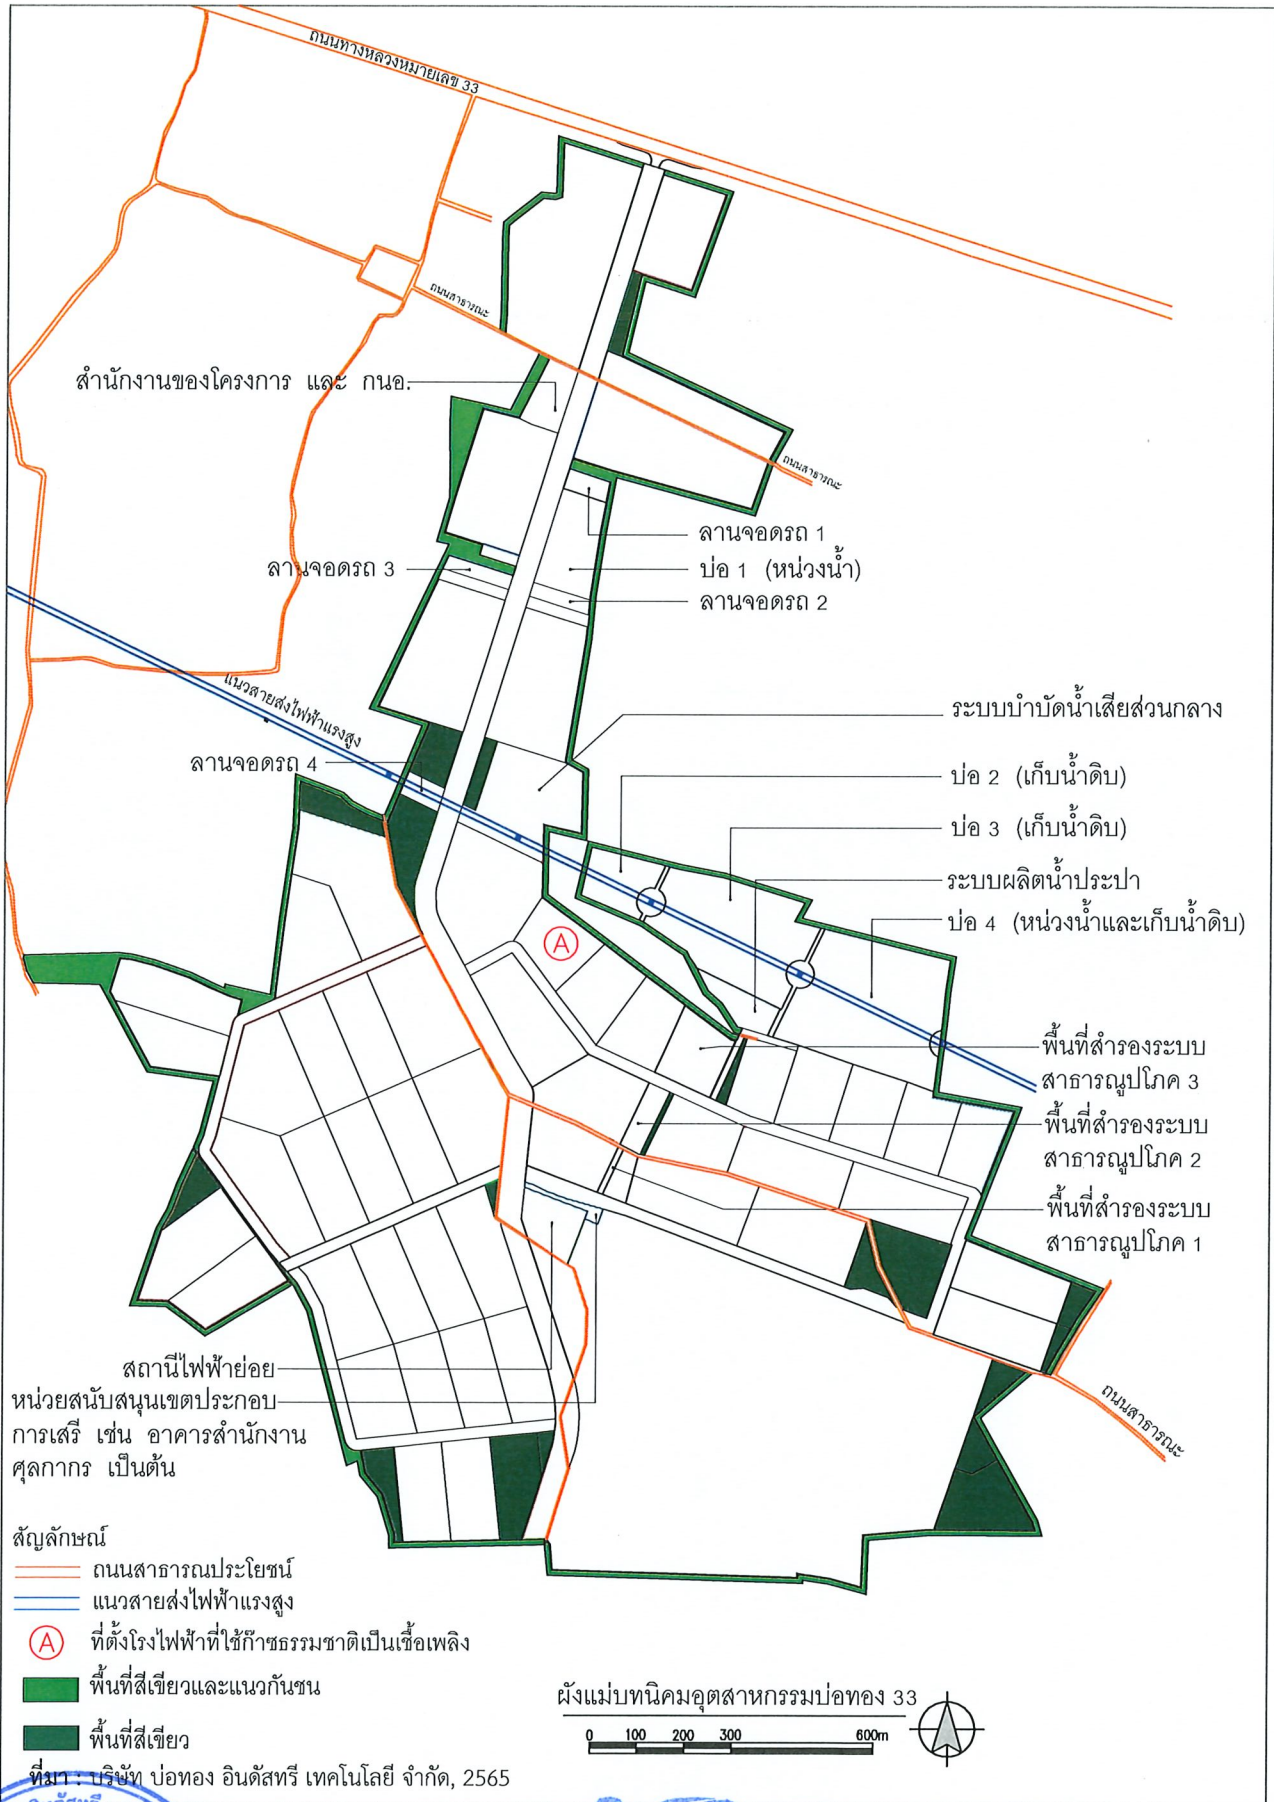 ถนนทางหลวงหมายเลข 33
ถนนสาธารณะ
สำนักงานของโครงการ และ กนอ.
ถนนสาธารณะ
ลานจอดรถ 1
ลานจอดรถ 3
บ่อ 1 (หน่วงน้ำ)
ลานจอดรถ 2
แนวสายส่งไฟฟ้าแรงสูง
ระบบบำบัดน้ำเสียส่วนกลาง
ลานจอดรถ 4
บ่อ 2 (เก็บน้ำดิบ)
บ่อ 3 (เก็บน้ำดิบ)
ระบบผลิตน้ำประปา
บ่อ 4 (หน่วงน้ำและเก็บน้ำดิบ)
A
พื้นที่สำรองระบบ
สาธารณูปโภค 3
พื้นที่สำรองระบบ
สาธารณูปโภค 2
พื้นที่สำรองระบบ
สาธารณูปโภค 1
สถานีไฟฟ้าย่อย
หน่วยสนับสนุนเขตประกอบ
การเสรี เช่น อาคารสำนักงาน
ศุลกากร เป็นต้น
ถนนสาธารณะ
สัญลักษณ์
ถนนสาธารณประโยชน์
แนวสายส่งไฟฟ้าแรงสูง
A ที่ตั้งโรงไฟฟ้าที่ใช้ก๊าซธรรมชาติเป็นเชื้อเพลิง
พื้นที่สีเขียวและแนวกันชน
พื้นที่สีเขียว
ผังแม่บทนิคมอุตสาหกรรมบ่อทอง 33
0 100 200 300 600m
ที่มา : บริษัท บ่อทอง อินดัสทรี เทคโนโลยี จำกัด, 2565